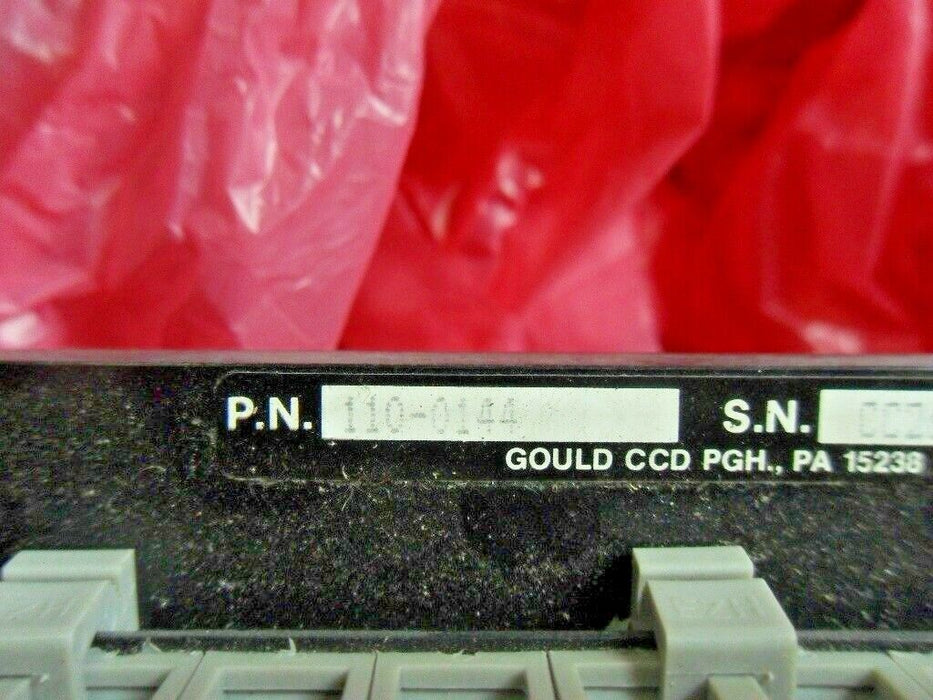 P.N. 110-0144 S.N.
GOULD CCD PGH., PA 15238